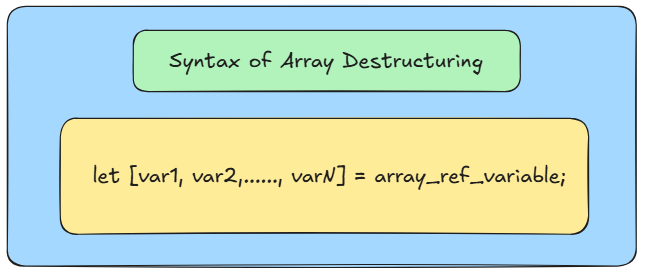 Syntax of Array Destructuring
let [var1, var2,......, varN] = array_ref_variable;